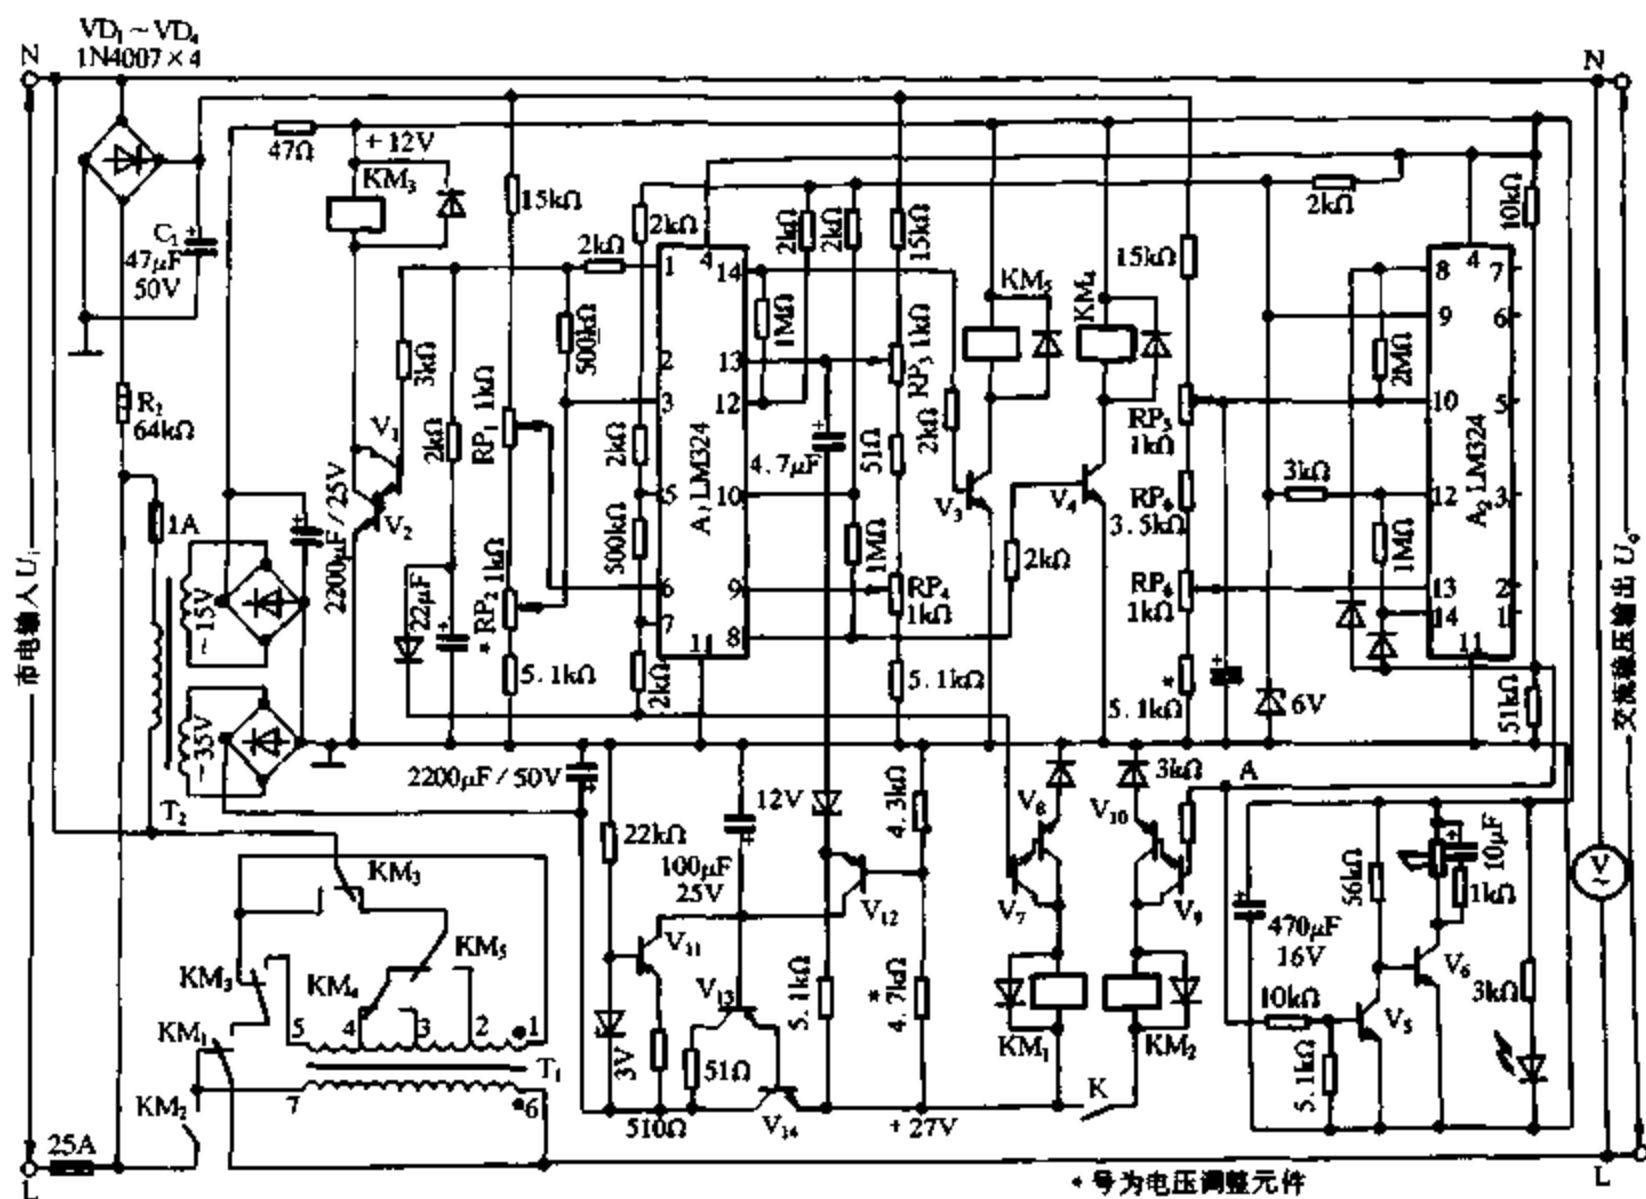 VD₁～VD₄
1N4007×4
N
N
47Ω
+12V
KM₃
15kΩ
2kΩ
2kΩ
2kΩ
2kΩ
15kΩ
2kΩ
10kΩ
C₁
+
47μF
50V
1
4
14
1MΩ
15kΩ
KM₅
KM₄
8
4
7
9
6
500kΩ
2
13
3
12
3kΩ
1kΩ
RP₁
RP₃ 1kΩ
2MΩ
10
5
R₁
64kΩ
V₁
2kΩ
2kΩ
A₁ LM324
4.7μF
51Ω
2kΩ
RP₅
1kΩ
3kΩ
1A
2200μF/25V
V₂
5
10
V₃
V₄
RP₆
3.5kΩ
12
A₂ LM324
3
500kΩ
1MΩ
2kΩ
1MΩ
～15V
22μF
*RP₂ 1kΩ
6
9
RP₄
1kΩ
RP₆
1kΩ
13
2
7
8
14
1
市电输入 Uᵢ
5.1kΩ
2kΩ
11
5.1kΩ
*
5.1kΩ
6V
11
51kΩ
交流稳压输出 Uₒ
～35V
2200μF/50V
12V
4.3kΩ
V₈
V₁₀
3kΩ
A
T₂
22kΩ
100μF
25V
KM₃
V₁₂
V₇
V₉
56kΩ
10μF
1kΩ
V
～
KM₅
V₁₁
470μF
16V
V₆
KM₃
KM₄
V₁₃
5.1kΩ
*
4.7kΩ
10kΩ
V₅
3kΩ
KM₁
5
4
3
2
1
3V
51Ω
KM₁
KM₂
5.1kΩ
T₁
KM₂
7
6
510Ω
V₁₄
+27V
K
25A
L
L
*号为电压调整元件